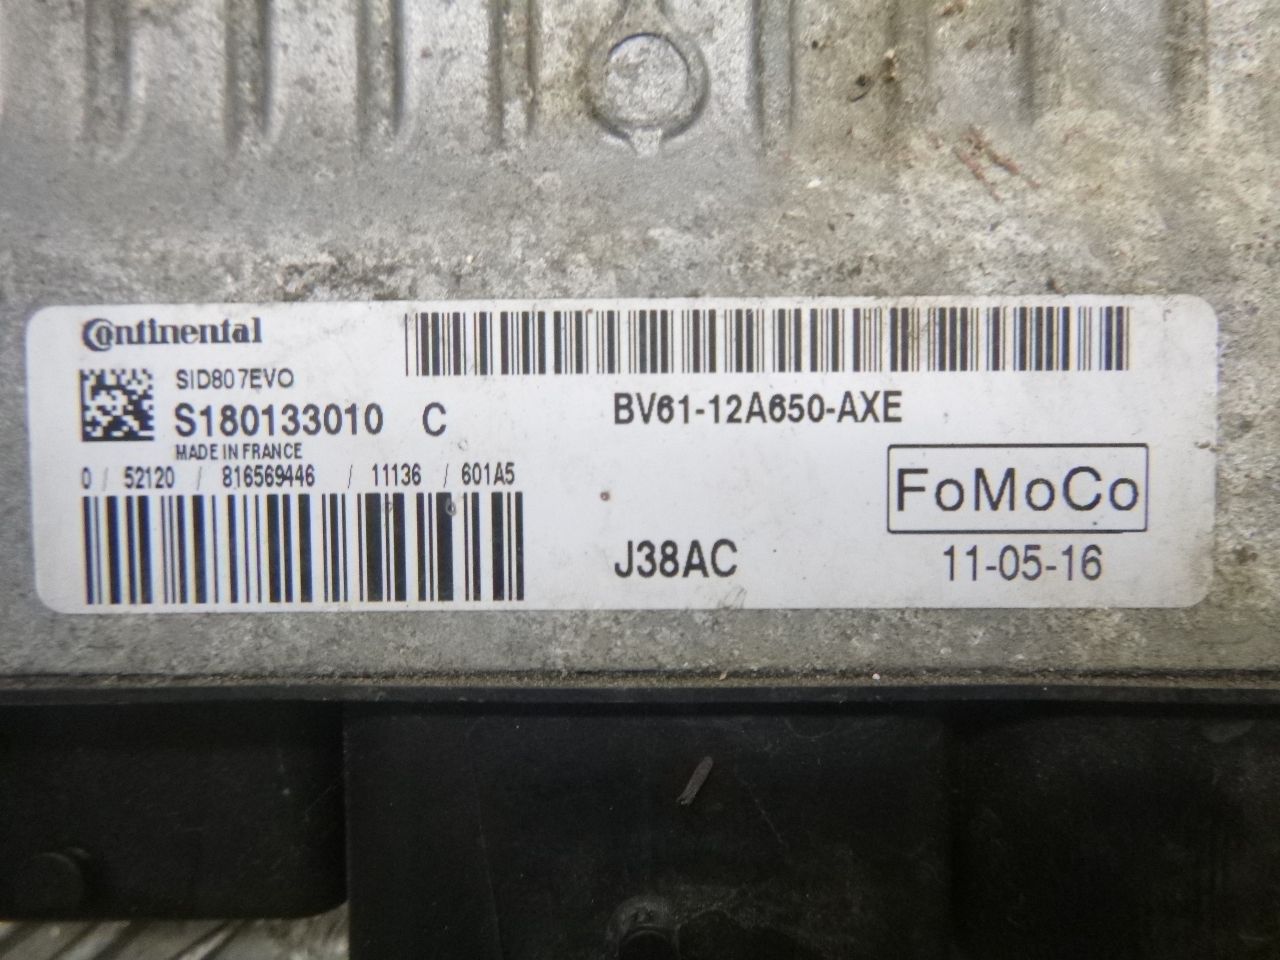 Continental
SID807EVO
S180133010 C
MADE IN FRANCE
0 / 52120 / 816569446 / 11136 / 601A5
BV61-12A650-AXE
FoMoCo
J38AC
11-05-16